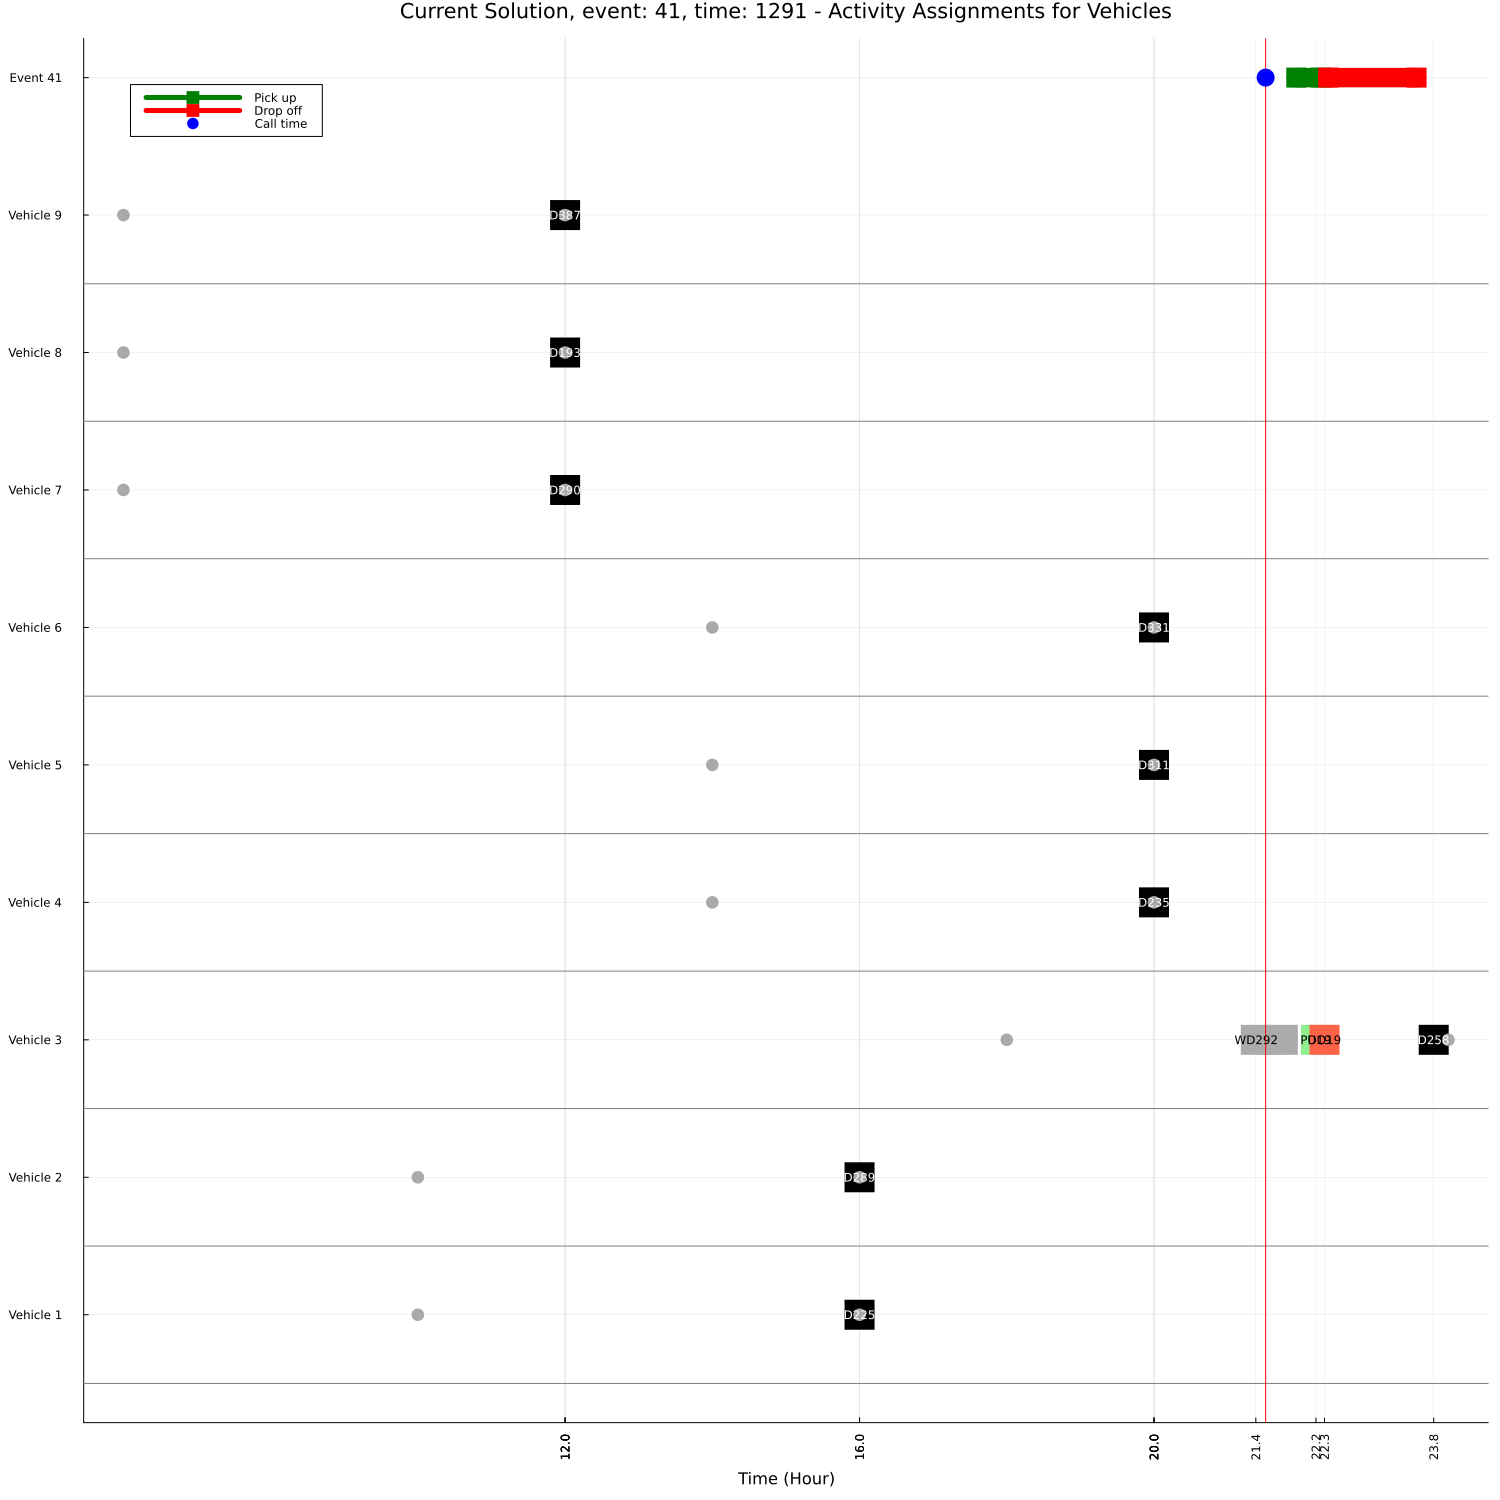 Current Solution, event: 41, time: 1291 - Activity Assignments for Vehicles
Event 41
Pick up
Drop off
Call time
Vehicle 9
D387
Vehicle 8
D193
Vehicle 7
D290
Vehicle 6
D331
Vehicle 5
D311
Vehicle 4
D235
Vehicle 3
WD292
DO19
D258
Vehicle 2
D289
Vehicle 1
D225
12.0
16.0
20.0
21.4
22.2
22.3
23.8
Time (Hour)